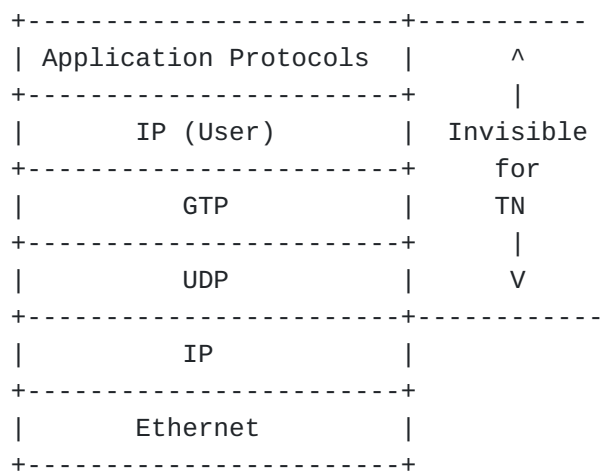 +------------------------+-----------
| Application Protocols  |      ^
+------------------------+      |
|       IP (User)        |  Invisible
+------------------------+     for
|          GTP           |     TN
+------------------------+      |
|          UDP           |      V
+------------------------+------------
|          IP            |
+------------------------+
|       Ethernet         |
+------------------------+